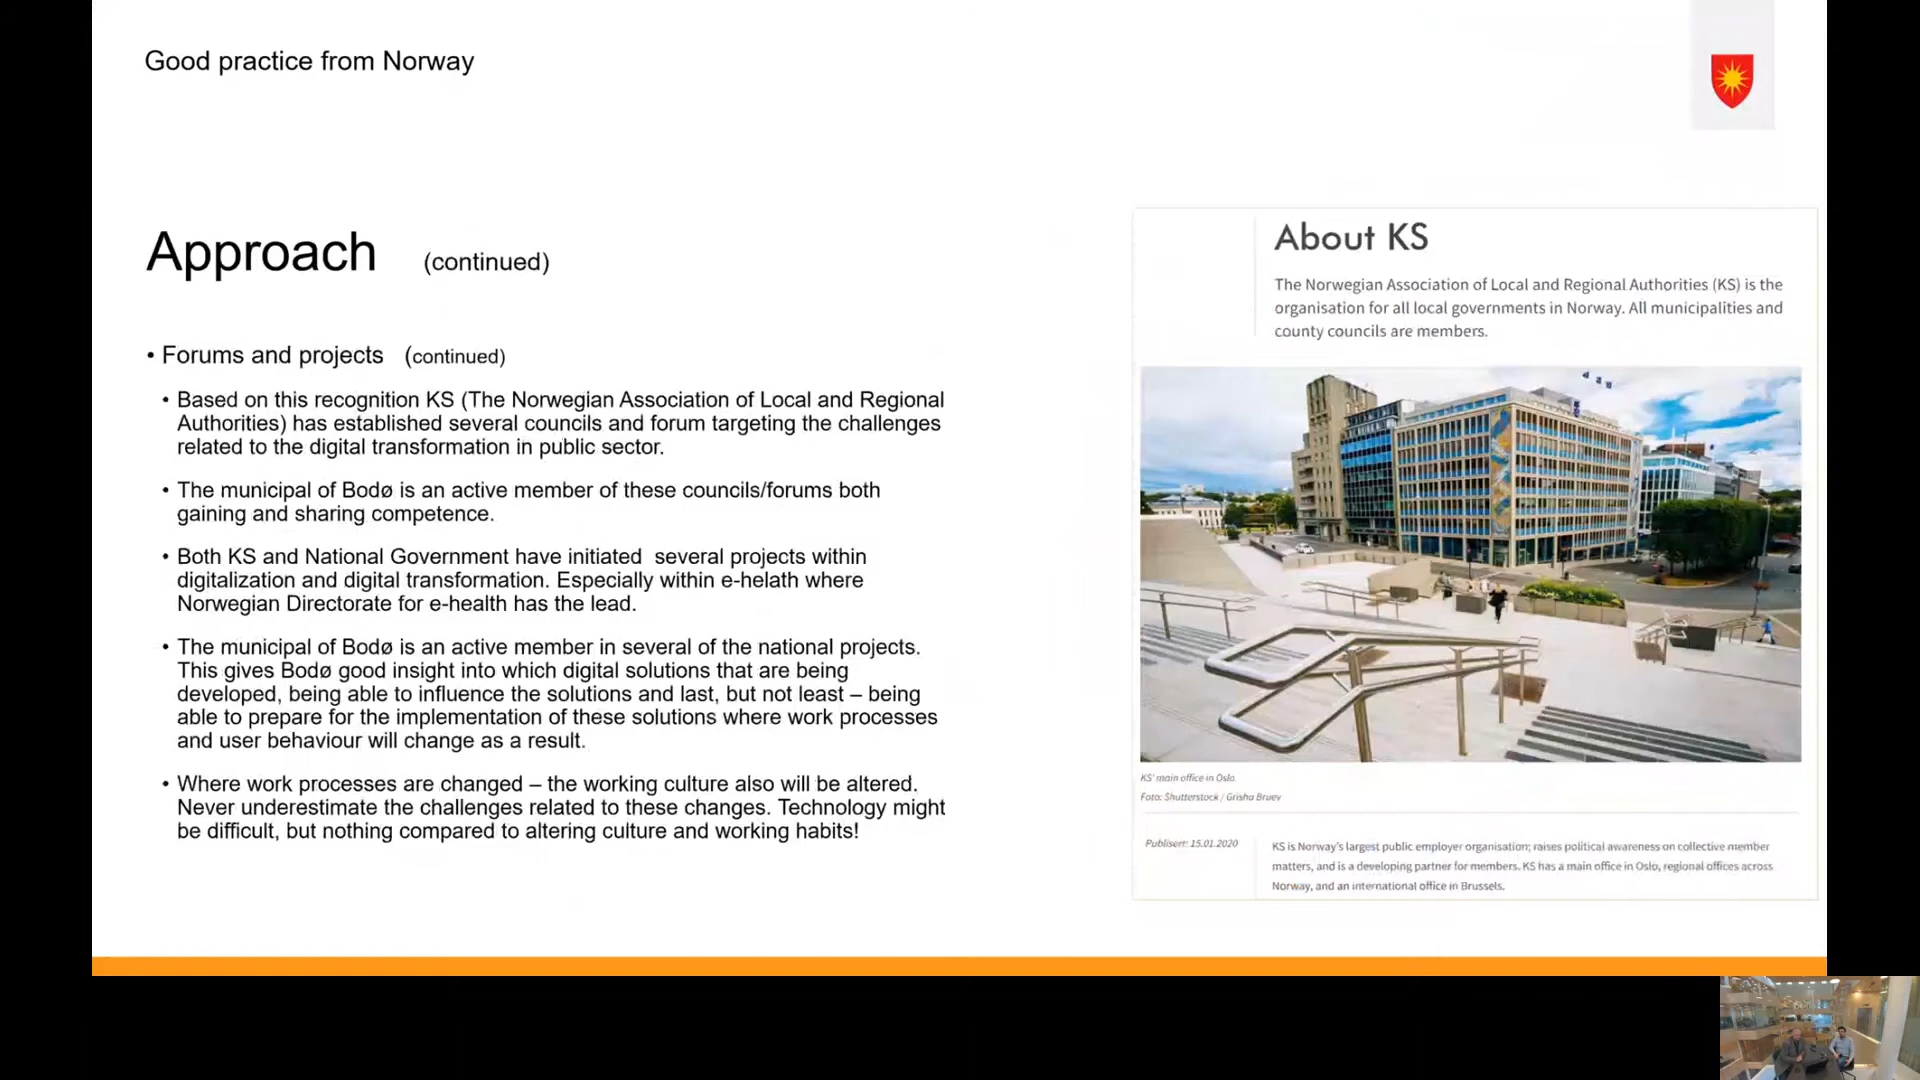 Good practice from Norway
Approach (continued)
• Forums and projects (continued)
• Based on this recognition KS (The Norwegian Association of Local and Regional
Authorities) has established several councils and forum targeting the challenges
related to the digital transformation in public sector.
• The municipal of Bodø is an active member of these councils/forums both
gaining and sharing competence.
• Both KS and National Government have initiated several projects within
digitalization and digital transformation. Especially within e-helath where
Norwegian Directorate for e-health has the lead.
• The municipal of Bodø is an active member in several of the national projects.
This gives Bodø good insight into which digital solutions that are being
developed, being able to influence the solutions and last, but not least – being
able to prepare for the implementation of these solutions where work processes
and user behaviour will change as a result.
• Where work processes are changed – the working culture also will be altered.
Never underestimate the challenges related to these changes. Technology might
be difficult, but nothing compared to altering culture and working habits!
About KS
The Norwegian Association of Local and Regional Authorities (KS) is the
organisation for all local governments in Norway. All municipalities and
county councils are members.
KS' main office in Oslo
Foto: Shutterstock / Grisha Bruev
Publisert: 15.01.2020
KS is Norway's largest public employer organisation; raises political awareness on collective member
matters, and is a developing partner for members. KS has a main office in Oslo, regional offices across
Norway, and an international office in Brussels.